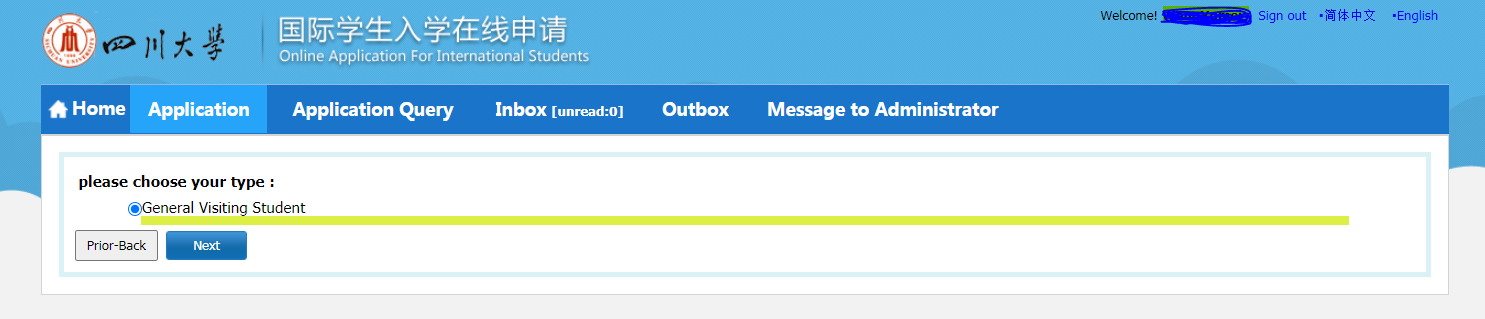 四川大學
国际学生入学在线申请
Online Application For International Students
Welcome! Sign out •简体中文 •English
Home Application Application Query Inbox [unread:0] Outbox Message to Administrator
please choose your type :
General Visiting Student
Prior-Back Next